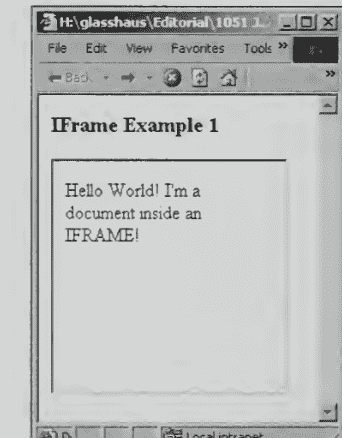 H:\glasshaus\Editorial\1051 1
File Edit View Favorites Tools »
Back »
IFrame Example 1
Hello World! I'm a
document inside an
IFRAME!
Local intranet